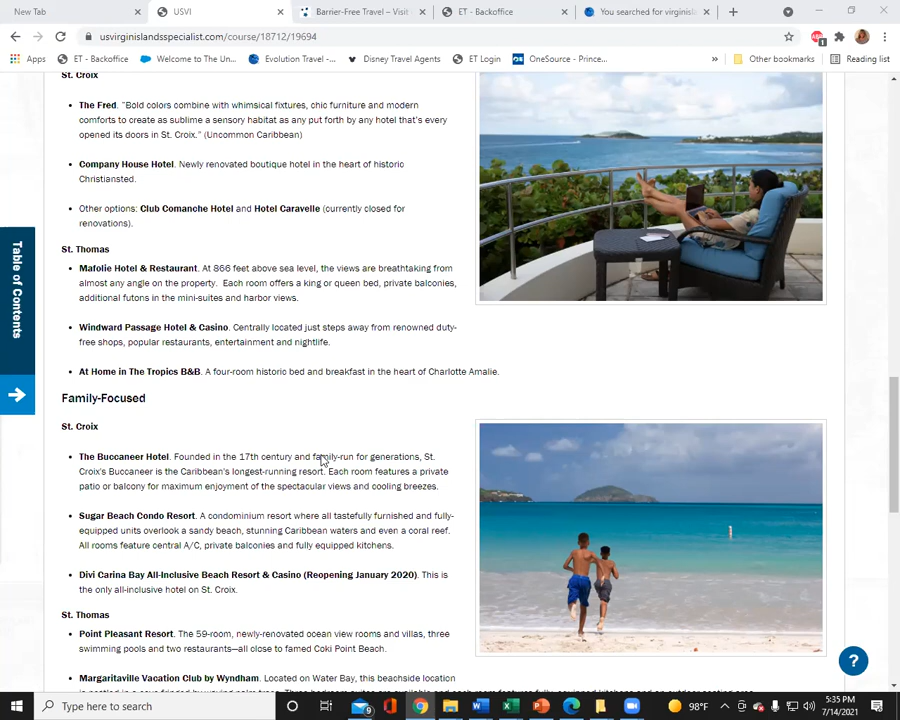 New Tab
USVI
Barrier-Free Travel – Visit
ET - Backoffice
You searched for virginisl
usvirginislandsspecialist.com/course/18712/19694
Apps
ET - Backoffice
Welcome to The Un...
Evolution Travel -...
Disney Travel Agents
ET Login
OneSource - Prince...
»
Other bookmarks
Reading list
St. Croix
• The Fred. "Bold colors combine with whimsical fixtures, chic furniture and modern
comforts to create as sublime a sensory habitat as any put forth by any hotel that's every
opened its doors in St. Croix." (Uncommon Caribbean)
• Company House Hotel. Newly renovated boutique hotel in the heart of historic
Christiansted.
• Other options: Club Comanche Hotel and Hotel Caravelle (currently closed for
renovations).
St. Thomas
• Mafolie Hotel & Restaurant. At 866 feet above sea level, the views are breathtaking from
almost any angle on the property. Each room offers a king or queen bed, private balconies,
additional futons in the mini-suites and harbor views.
• Windward Passage Hotel & Casino. Centrally located just steps away from renowned duty-
free shops, popular restaurants, entertainment and nightlife.
• At Home in The Tropics B&B. A four-room historic bed and breakfast in the heart of Charlotte Amalie.
Family-Focused
St. Croix
• The Buccaneer Hotel. Founded in the 17th century and family-run for generations, St.
Croix's Buccaneer is the Caribbean's longest-running resort. Each room features a private
patio or balcony for maximum enjoyment of the spectacular views and cooling breezes.
• Sugar Beach Condo Resort. A condominium resort where all tastefully furnished and fully-
equipped units overlook a sandy beach, stunning Caribbean waters and even a coral reef.
All rooms feature central A/C, private balconies and fully equipped kitchens.
• Divi Carina Bay All-Inclusive Beach Resort & Casino (Reopening January 2020). This is
the only all-inclusive hotel on St. Croix.
St. Thomas
• Point Pleasant Resort. The 59-room, newly-renovated ocean view rooms and villas, three
swimming pools and two restaurants—all close to famed Coki Point Beach.
• Margaritaville Vacation Club by Wyndham. Located on Water Bay, this beachside location
Table of Contents
?
Type here to search
98°F
5:35 PM
7/14/2021